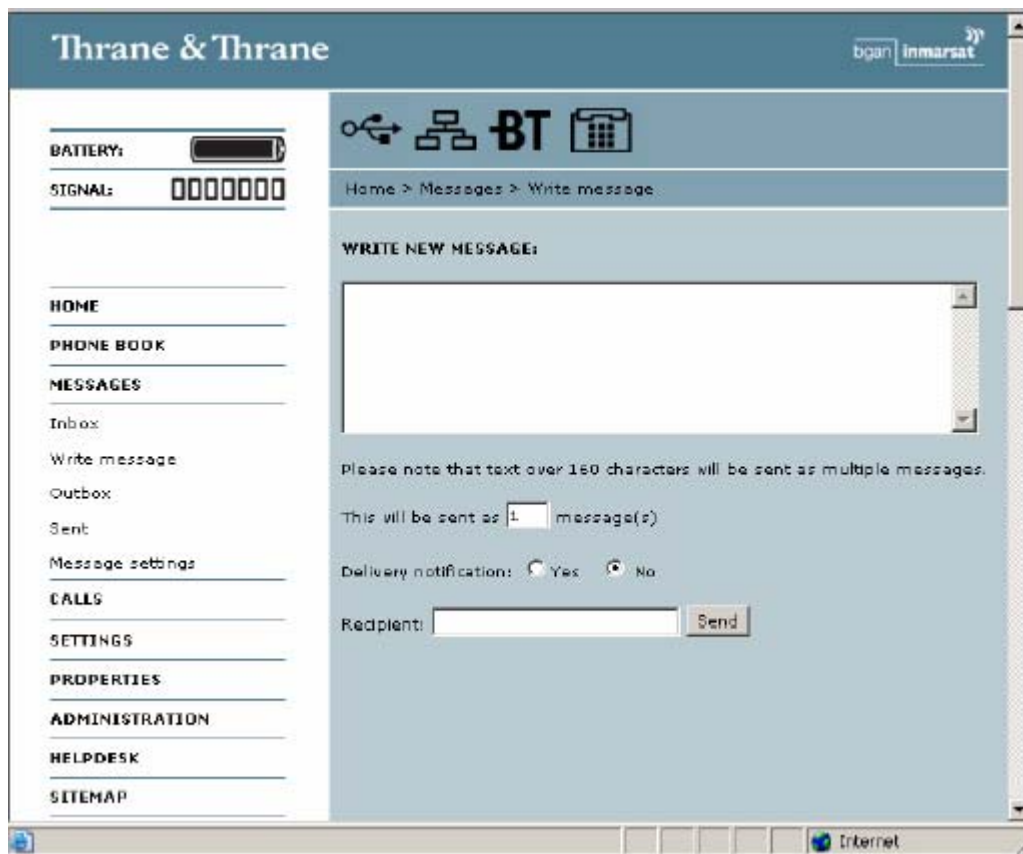 Thrane & Thrane
bgan inmarsat
BATTERY:
SIGNAL:
BT
Home > Messages > Write message
WRITE NEW MESSAGE:
HOME
PHONE BOOK
MESSAGES
Inbox
Write message
Outbox
Sent
Message settings
CALLS
SETTINGS
PROPERTIES
ADMINISTRATION
HELPDESK
SITEMAP
Please note that text over 160 characters will be sent as multiple messages.
This will be sent as 1 message(s)
Delivery notification: Yes No
Recipient: Send
Internet